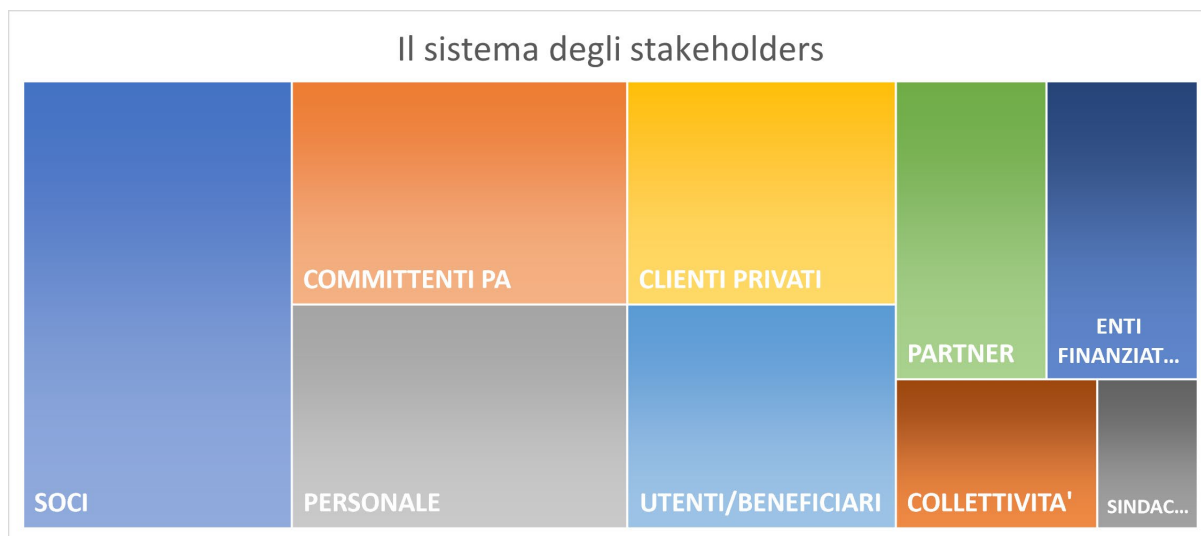 Il sistema degli stakeholders
COMMITTENTI PA
CLIENTI PRIVATI
PARTNER
ENTI
FINANZIAT...
SOCI
PERSONALE
UTENTI/BENEFICIARI
COLLETTIVITA'
SINDAC...